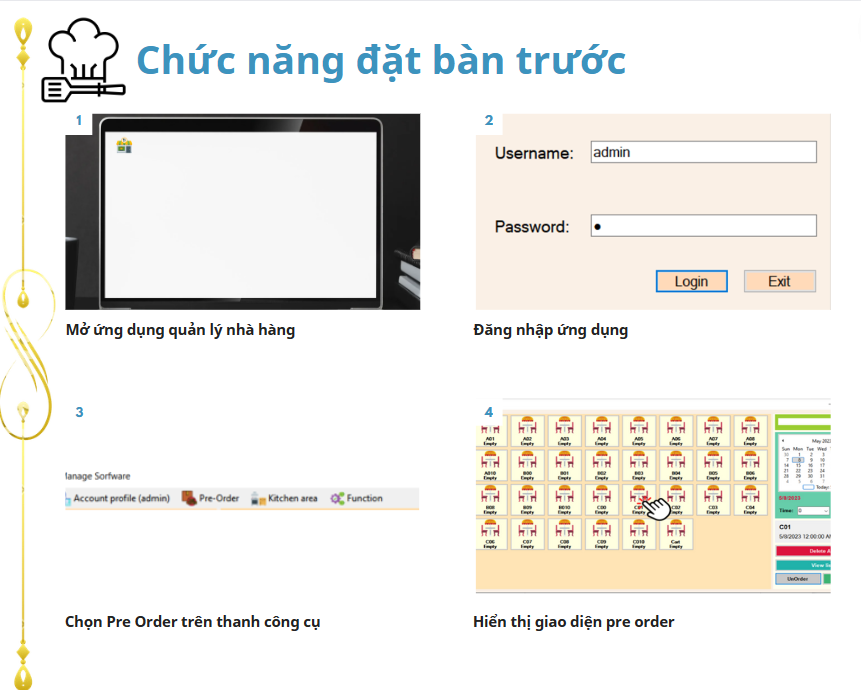 Chức năng đặt bàn trước
1
2
Username: admin
Password: ●
Login Exit
Mở ứng dụng quản lý nhà hàng
Đăng nhập ứng dụng
3
4
Manage Sorfware
Account profile (admin) Pre-Order Kitchen area Function
A01 A02 A03 A04 A05 A06 A07 A08
Empty Empty Empty Empty Empty Empty Empty Empty
A010 B00 B01 B02 B03 B04 B05 B06
Empty Empty Empty Empty Empty Empty Empty Empty
B08 B09 B010 C00 C01 C02 C03 C04
Empty Empty Empty Empty Empty Empty Empty
C06 C07 C08 C09 C010
Empty Empty Empty Empty Empty Empty
May 2023
Sun Mon Tue Wed
5/8/2023
Time: 0
C01
5/8/2023 12:00:00 A
Delete
UnOrder
Chọn Pre Order trên thanh công cụ
Hiển thị giao diện pre order